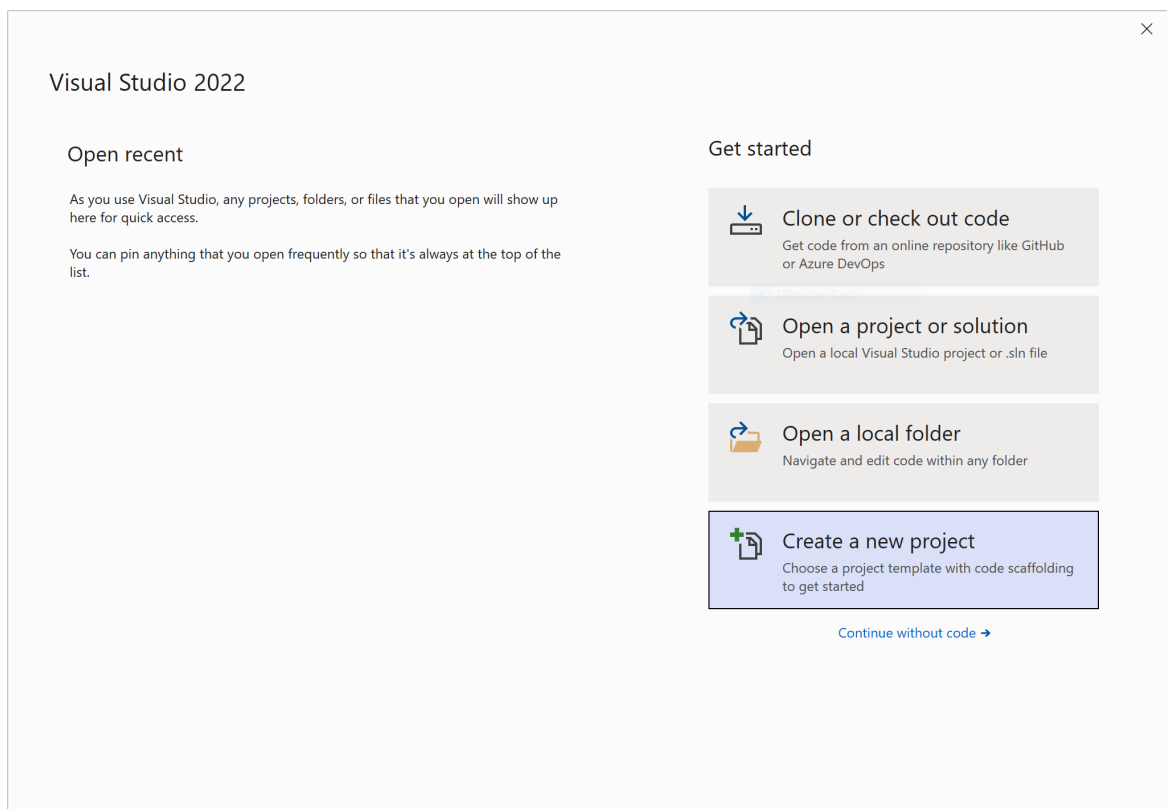 Visual Studio 2022
Open recent
As you use Visual Studio, any projects, folders, or files that you open will show up
here for quick access.
You can pin anything that you open frequently so that it's always at the top of the
list.
Get started
Clone or check out code
Get code from an online repository like GitHub
or Azure DevOps
Window Snip
Open a project or solution
Open a local Visual Studio project or .sln file
Open a local folder
Navigate and edit code within any folder
Create a new project
Choose a project template with code scaffolding
to get started
Continue without code